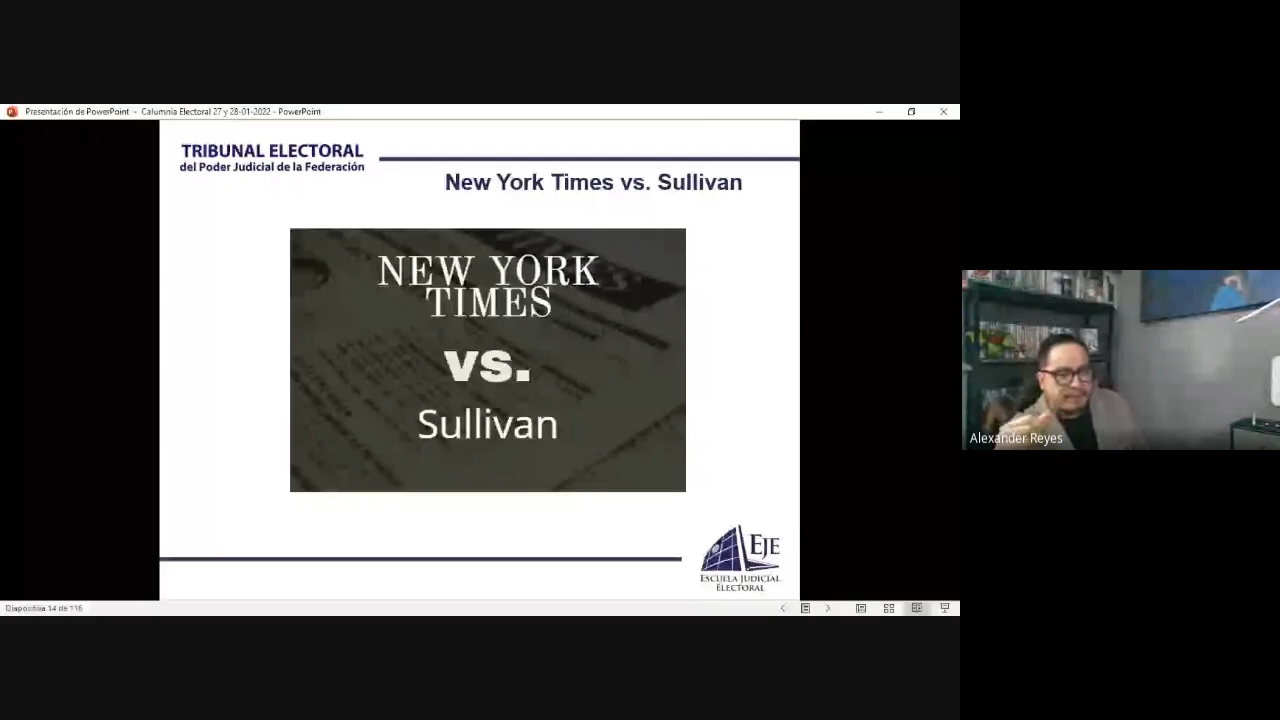 Presentación de PowerPoint - Calumnia Electoral 27 y 28-01-2022 - PowerPoint
TRIBUNAL ELECTORAL
del Poder Judicial de la Federación
New York Times vs. Sullivan
NEW YORK
TIMES
vs.
Sullivan
EJE
ESCUELA JUDICIAL
ELECTORAL
Diapositiva 14 de 116
Alexander Reyes